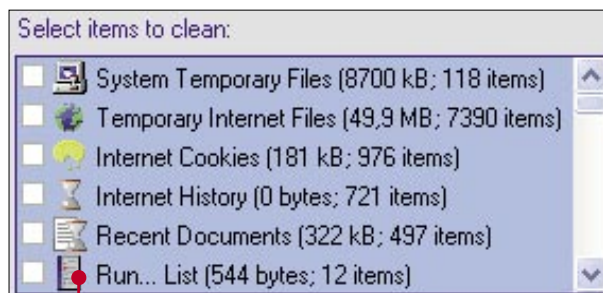 Select items to clean:
System Temporary Files (8700 kB; 118 items)
Temporary Internet Files (49,9 MB; 7390 items)
Internet Cookies (181 kB; 976 items)
Internet History (0 bytes; 721 items)
Recent Documents (322 kB; 497 items)
Run... List (544 bytes; 12 items)